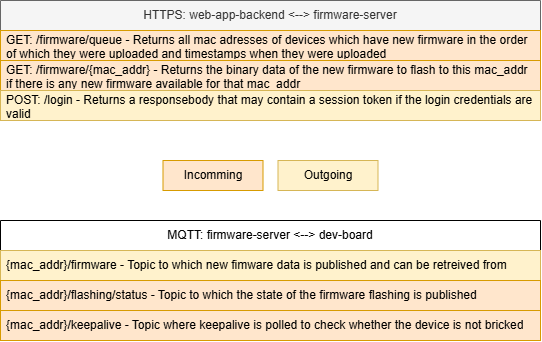 HTTPS: web-app-backend <--> firmware-server
GET: /firmware/queue - Returns all mac adresses of devices which have new firmware in the order
of which they were uploaded and timestamps when they were uploaded
GET: /firmware/{mac_addr} - Returns the binary data of the new firmware to flash to this mac_addr
if there is any new firmware available for that mac_addr
POST: /login - Returns a responsebody that may contain a session token if the login credentials are
valid
Incomming
Outgoing
MQTT: firmware-server <--> dev-board
{mac_addr}/firmware - Topic to which new fimware data is published and can be retreived from
{mac_addr}/flashing/status - Topic to which the state of the firmware flashing is published
{mac_addr}/keepalive - Topic where keepalive is polled to check whether the device is not bricked